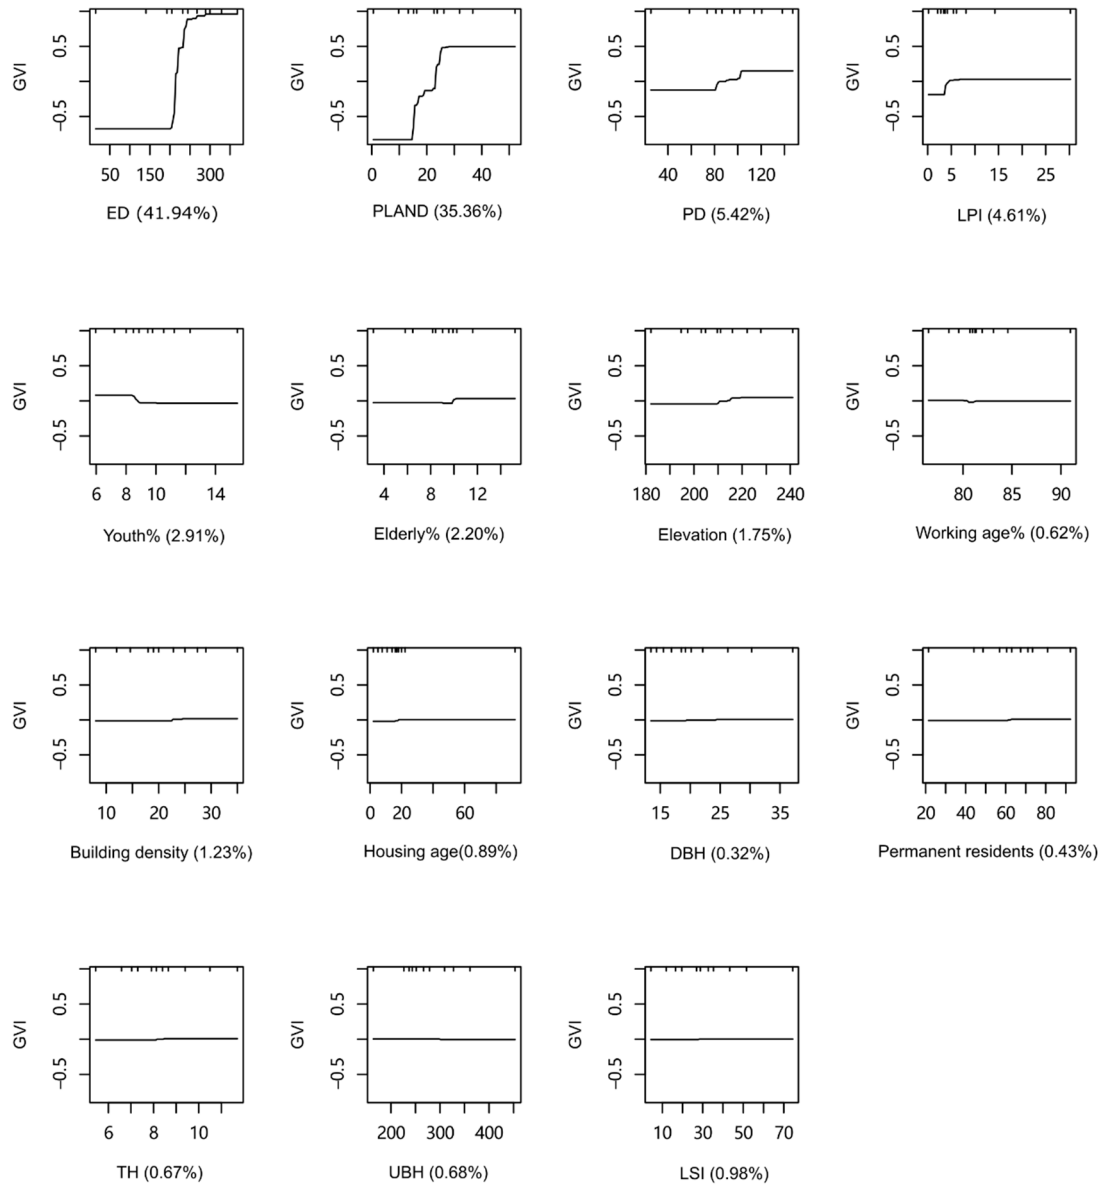 GVI
0.5
-0.5
50 150 300
ED (41.94%)
GVI
0.5
-0.5
0 20 40
PLAND (35.36%)
GVI
0.5
-0.5
40 80 120
PD (5.42%)
GVI
0.5
-0.5
0 5 15 25
LPI (4.61%)
GVI
0.5
-0.5
6 8 10 14
Youth% (2.91%)
GVI
0.5
-0.5
4 8 12
Elderly% (2.20%)
GVI
0.5
-0.5
180 200 220 240
Elevation (1.75%)
GVI
0.5
-0.5
80 85 90
Working age% (0.62%)
GVI
0.5
-0.5
10 20 30
Building density (1.23%)
GVI
0.5
-0.5
0 20 60
Housing age(0.89%)
GVI
0.5
-0.5
15 25 35
DBH (0.32%)
GVI
0.5
-0.5
20 40 60 80
Permanent residents (0.43%)
GVI
0.5
-0.5
6 8 10
TH (0.67%)
GVI
0.5
-0.5
200 300 400
UBH (0.68%)
GVI
0.5
-0.5
10 30 50 70
LSI (0.98%)